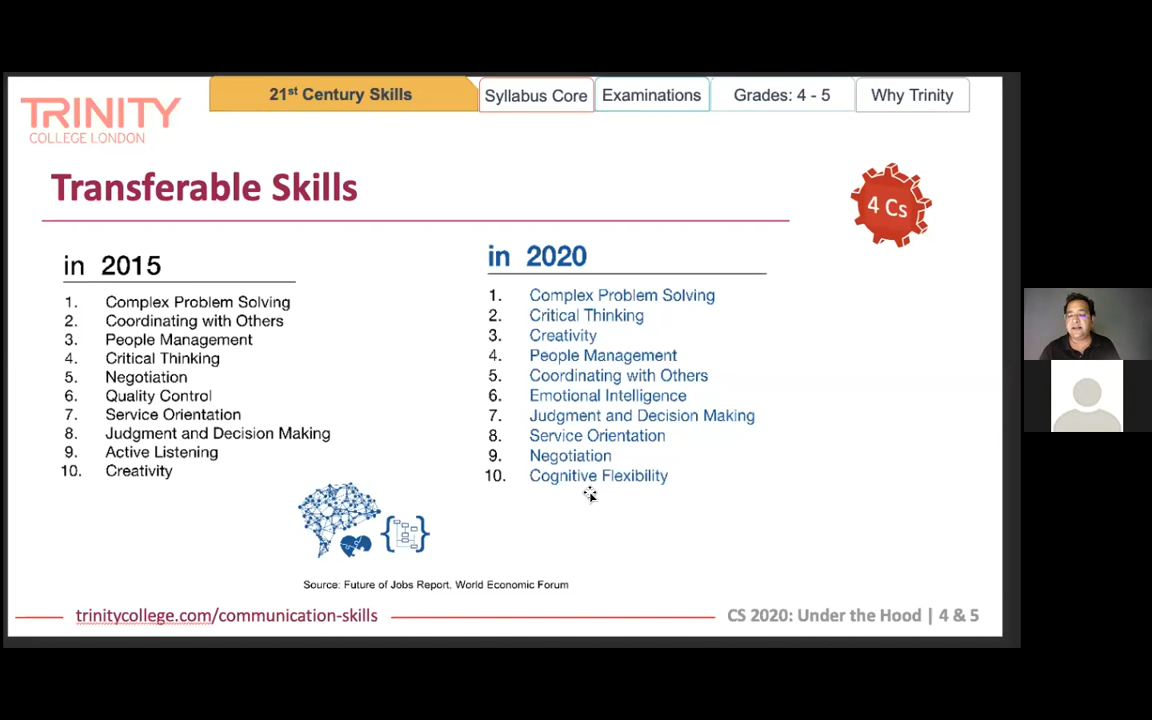 TRINITY
COLLEGE LONDON
21st Century Skills
Syllabus Core
Examinations
Grades: 4 - 5
Why Trinity
Transferable Skills
4 Cs
in 2015
1. Complex Problem Solving
2. Coordinating with Others
3. People Management
4. Critical Thinking
5. Negotiation
6. Quality Control
7. Service Orientation
8. Judgment and Decision Making
9. Active Listening
10. Creativity
in 2020
1. Complex Problem Solving
2. Critical Thinking
3. Creativity
4. People Management
5. Coordinating with Others
6. Emotional Intelligence
7. Judgment and Decision Making
8. Service Orientation
9. Negotiation
10. Cognitive Flexibility
Source: Future of Jobs Report, World Economic Forum
trinitycollege.com/communication-skills
CS 2020: Under the Hood | 4 & 5